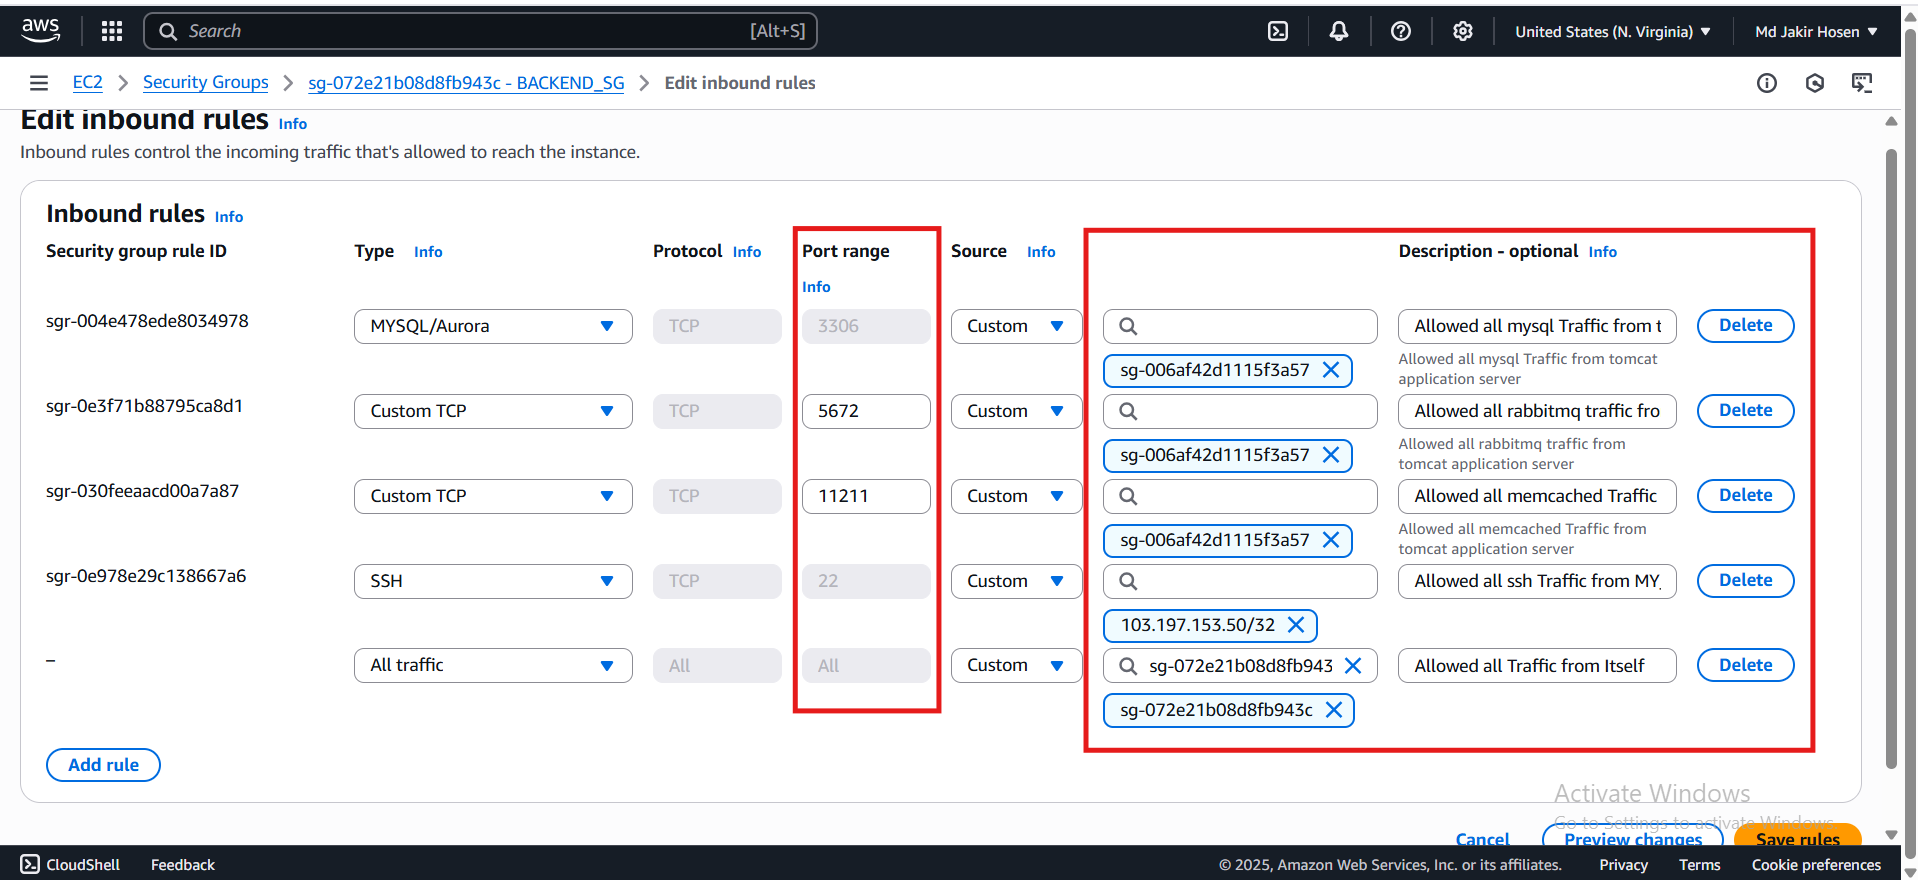 aws
Search [Alt+S]
United States (N. Virginia)
Md Jakir Hosen
EC2 > Security Groups > sg-072e21b08d8fb943c - BACKEND_SG > Edit inbound rules
Edit inbound rules Info
Inbound rules control the incoming traffic that's allowed to reach the instance.
Inbound rules Info
Security group rule ID Type Info Protocol Info Port range Info Source Info Description - optional Info
sgr-004e478ede8034978 MYSQL/Aurora TCP 3306 Custom Allowed all mysql Traffic from t Delete
sg-006af42d1115f3a57
Allowed all mysql Traffic from tomcat
application server
sgr-0e3f71b88795ca8d1 Custom TCP TCP 5672 Custom Allowed all rabbitmq traffic fro Delete
sg-006af42d1115f3a57
Allowed all rabbitmq traffic from
tomcat application server
sgr-030feeaacd00a7a87 Custom TCP TCP 11211 Custom Allowed all memcached Traffic Delete
sg-006af42d1115f3a57
Allowed all memcached Traffic from
tomcat application server
sgr-0e978e29c138667a6 SSH TCP 22 Custom Allowed all ssh Traffic from MY Delete
103.197.153.50/32
– All traffic All All Custom sg-072e21b08d8fb943 Allowed all Traffic from Itself Delete
sg-072e21b08d8fb943c
Add rule
Activate Windows
Go to Settings to activate Windows.
Cancel Preview changes Save rules
CloudShell Feedback © 2025, Amazon Web Services, Inc. or its affiliates. Privacy Terms Cookie preferences